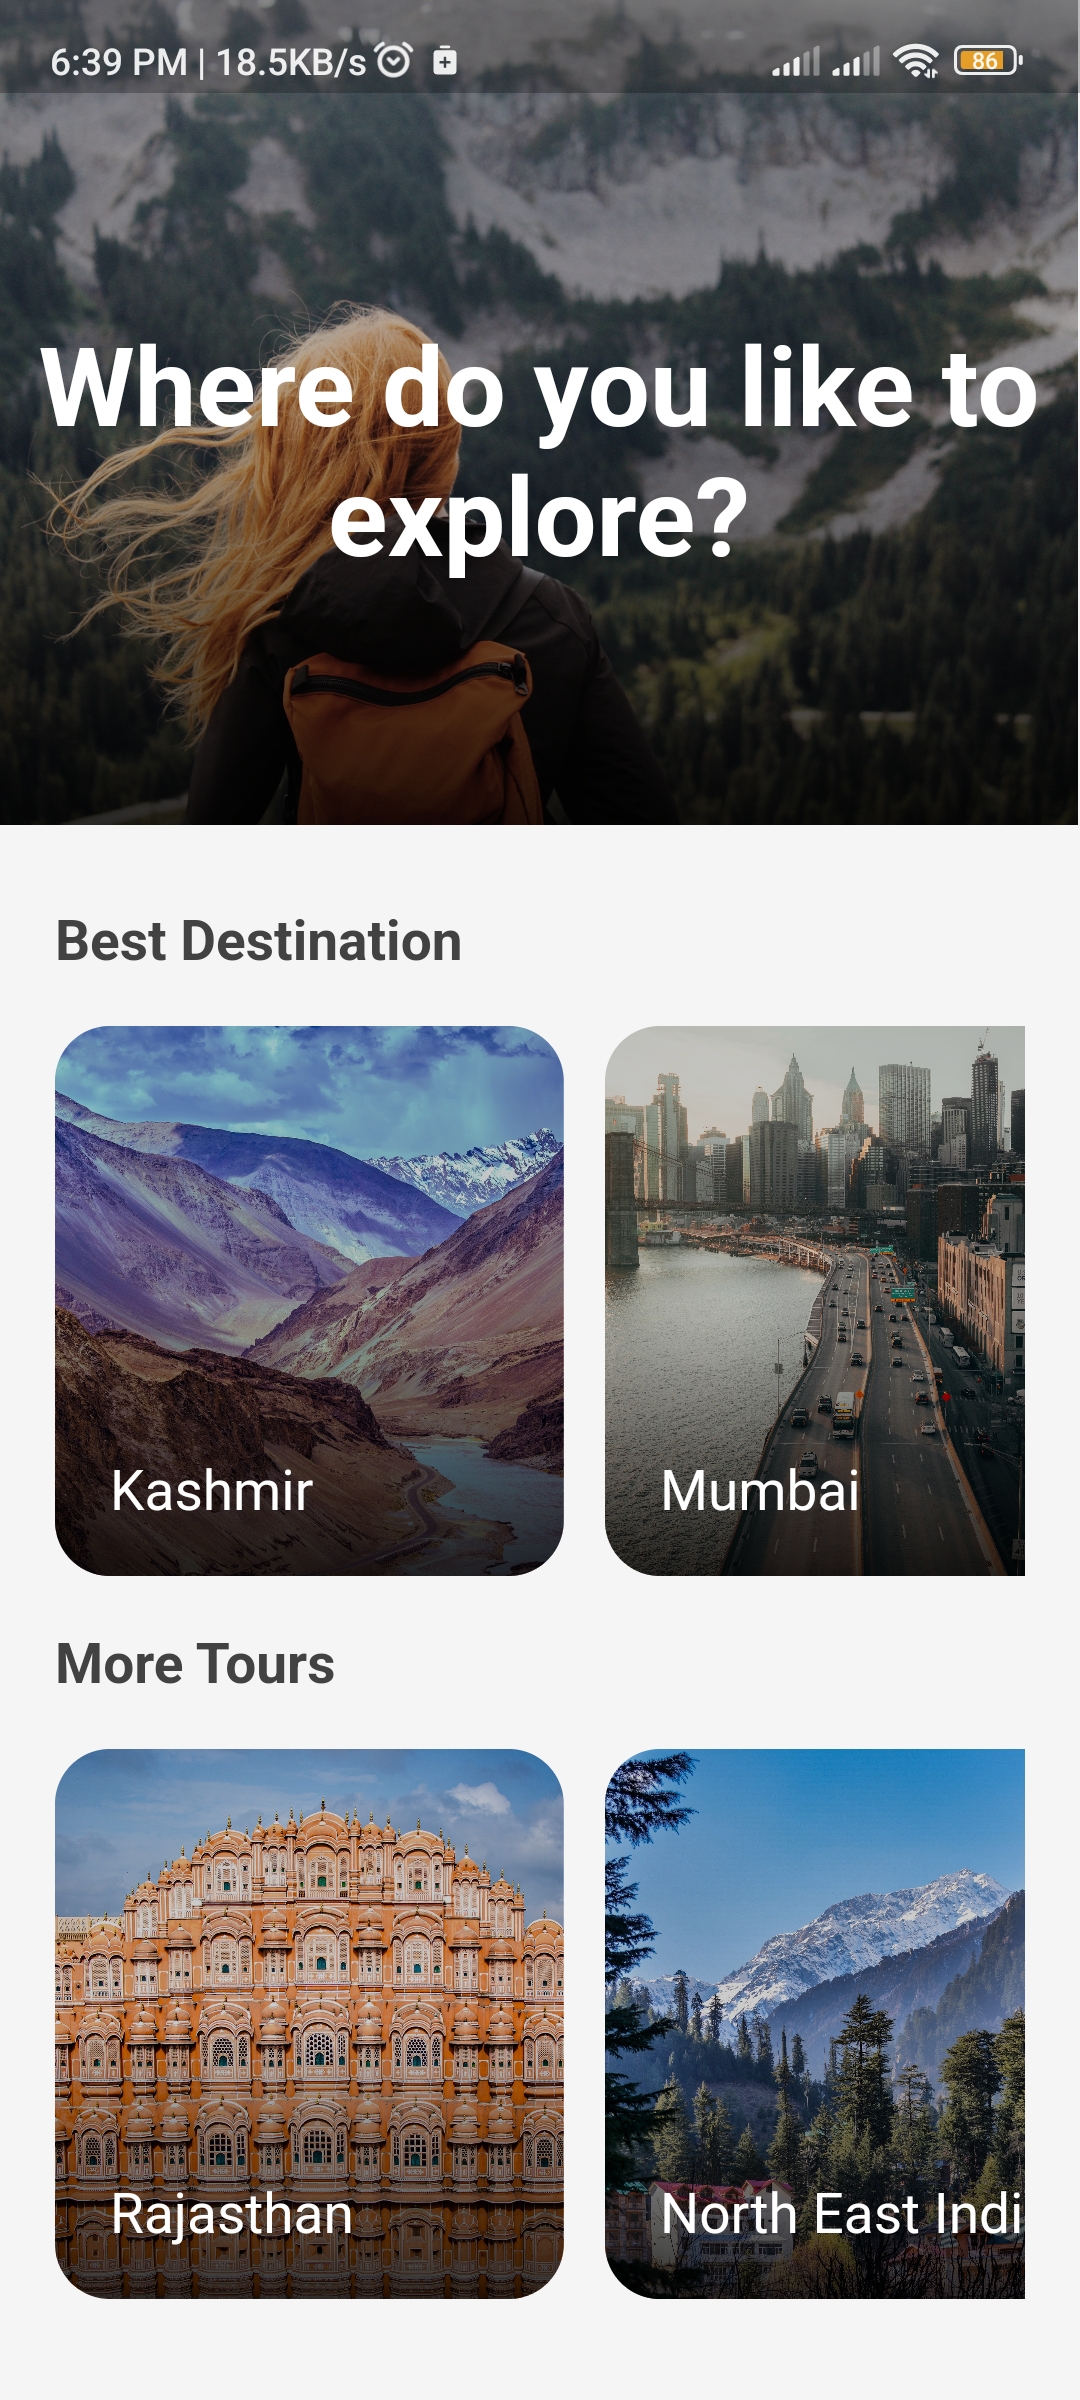 6:39 PM | 18.5KB/s
86
Where do you like to
explore?
Best Destination
Kashmir
Mumbai
More Tours
Rajasthan
North East Indi